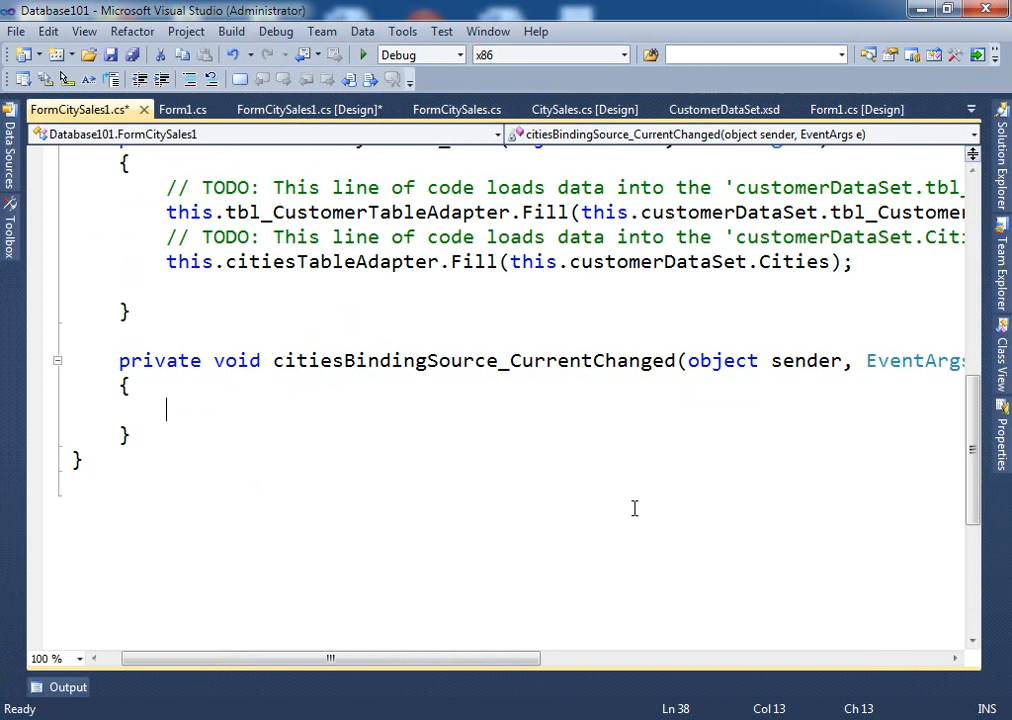 Database101 - Microsoft Visual Studio (Administrator)
File Edit View Refactor Project Build Debug Team Data Tools Test Window Help
Debug x86
FormCitySales1.cs* Form1.cs FormCitySales1.cs [Design]* FormCitySales.cs CitySales.cs [Design] CustomerDataSet.xsd Form1.cs [Design]
Database101.FormCitySales1 citiesBindingSource_CurrentChanged(object sender, EventArgs e)
{
// TODO: This line of code loads data into the 'customerDataSet.tbl_
this.tbl_CustomerTableAdapter.Fill(this.customerDataSet.tbl_Customer
// TODO: This line of code loads data into the 'customerDataSet.Citi
this.citiesTableAdapter.Fill(this.customerDataSet.Cities);
}
private void citiesBindingSource_CurrentChanged(object sender, EventArgs
{
}
}
100 %
Output
Ready Ln 38 Col 13 Ch 13 INS
Data Sources
Toolbox
Solution Explorer
Team Explorer
Class View
Properties